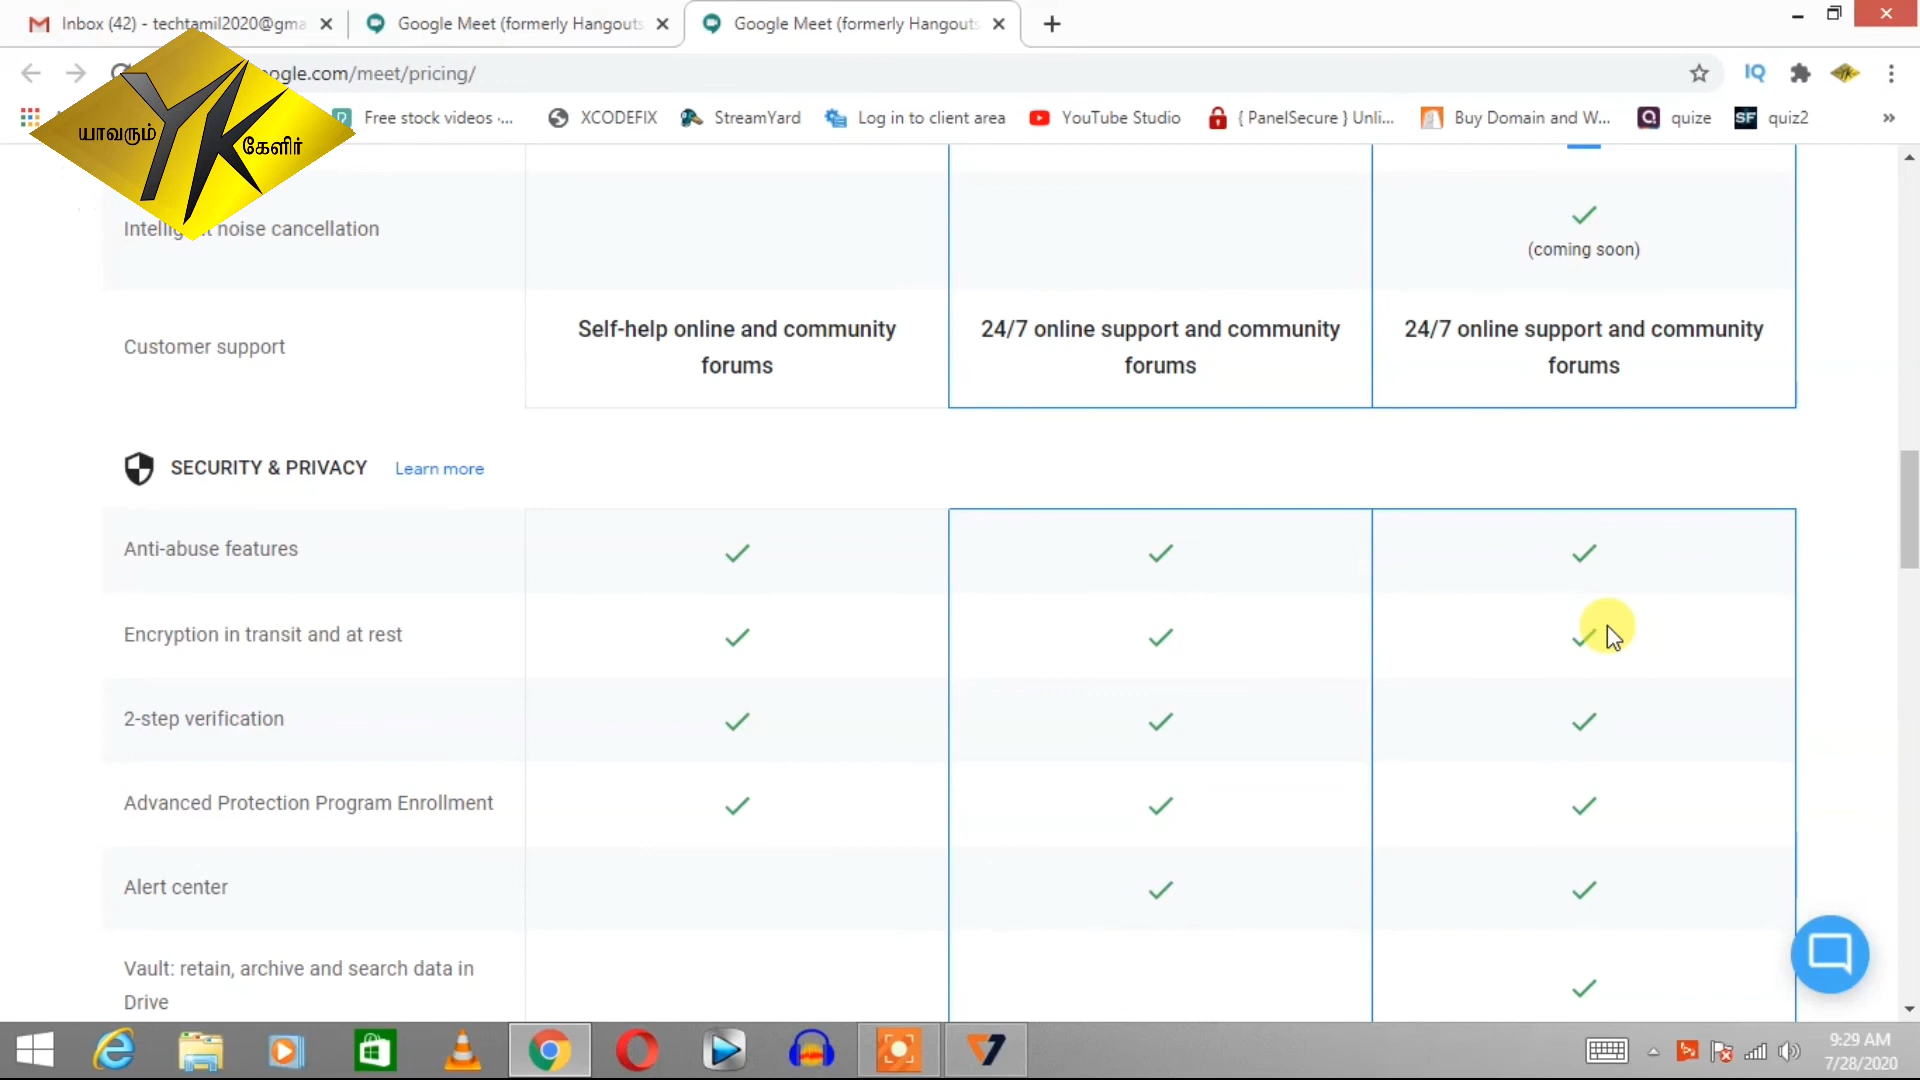 Inbox (42) - techtamil2020@gma
Google Meet (formerly Hangouts
Google Meet (formerly Hangouts
ogle.com/meet/pricing/
Free stock videos -...
XCODEFIX
StreamYard
Log in to client area
YouTube Studio
{ PanelSecure } Unli...
Buy Domain and W...
quize
SF quiz2
IQ
யாவரும்
YK
கேளிர்
Intelligent noise cancellation
(coming soon)
Customer support
Self-help online and community
forums
24/7 online support and community
forums
24/7 online support and community
forums
SECURITY & PRIVACY Learn more
Anti-abuse features
Encryption in transit and at rest
2-step verification
Advanced Protection Program Enrollment
Alert center
Vault: retain, archive and search data in
Drive
9:29 AM
7/28/2020